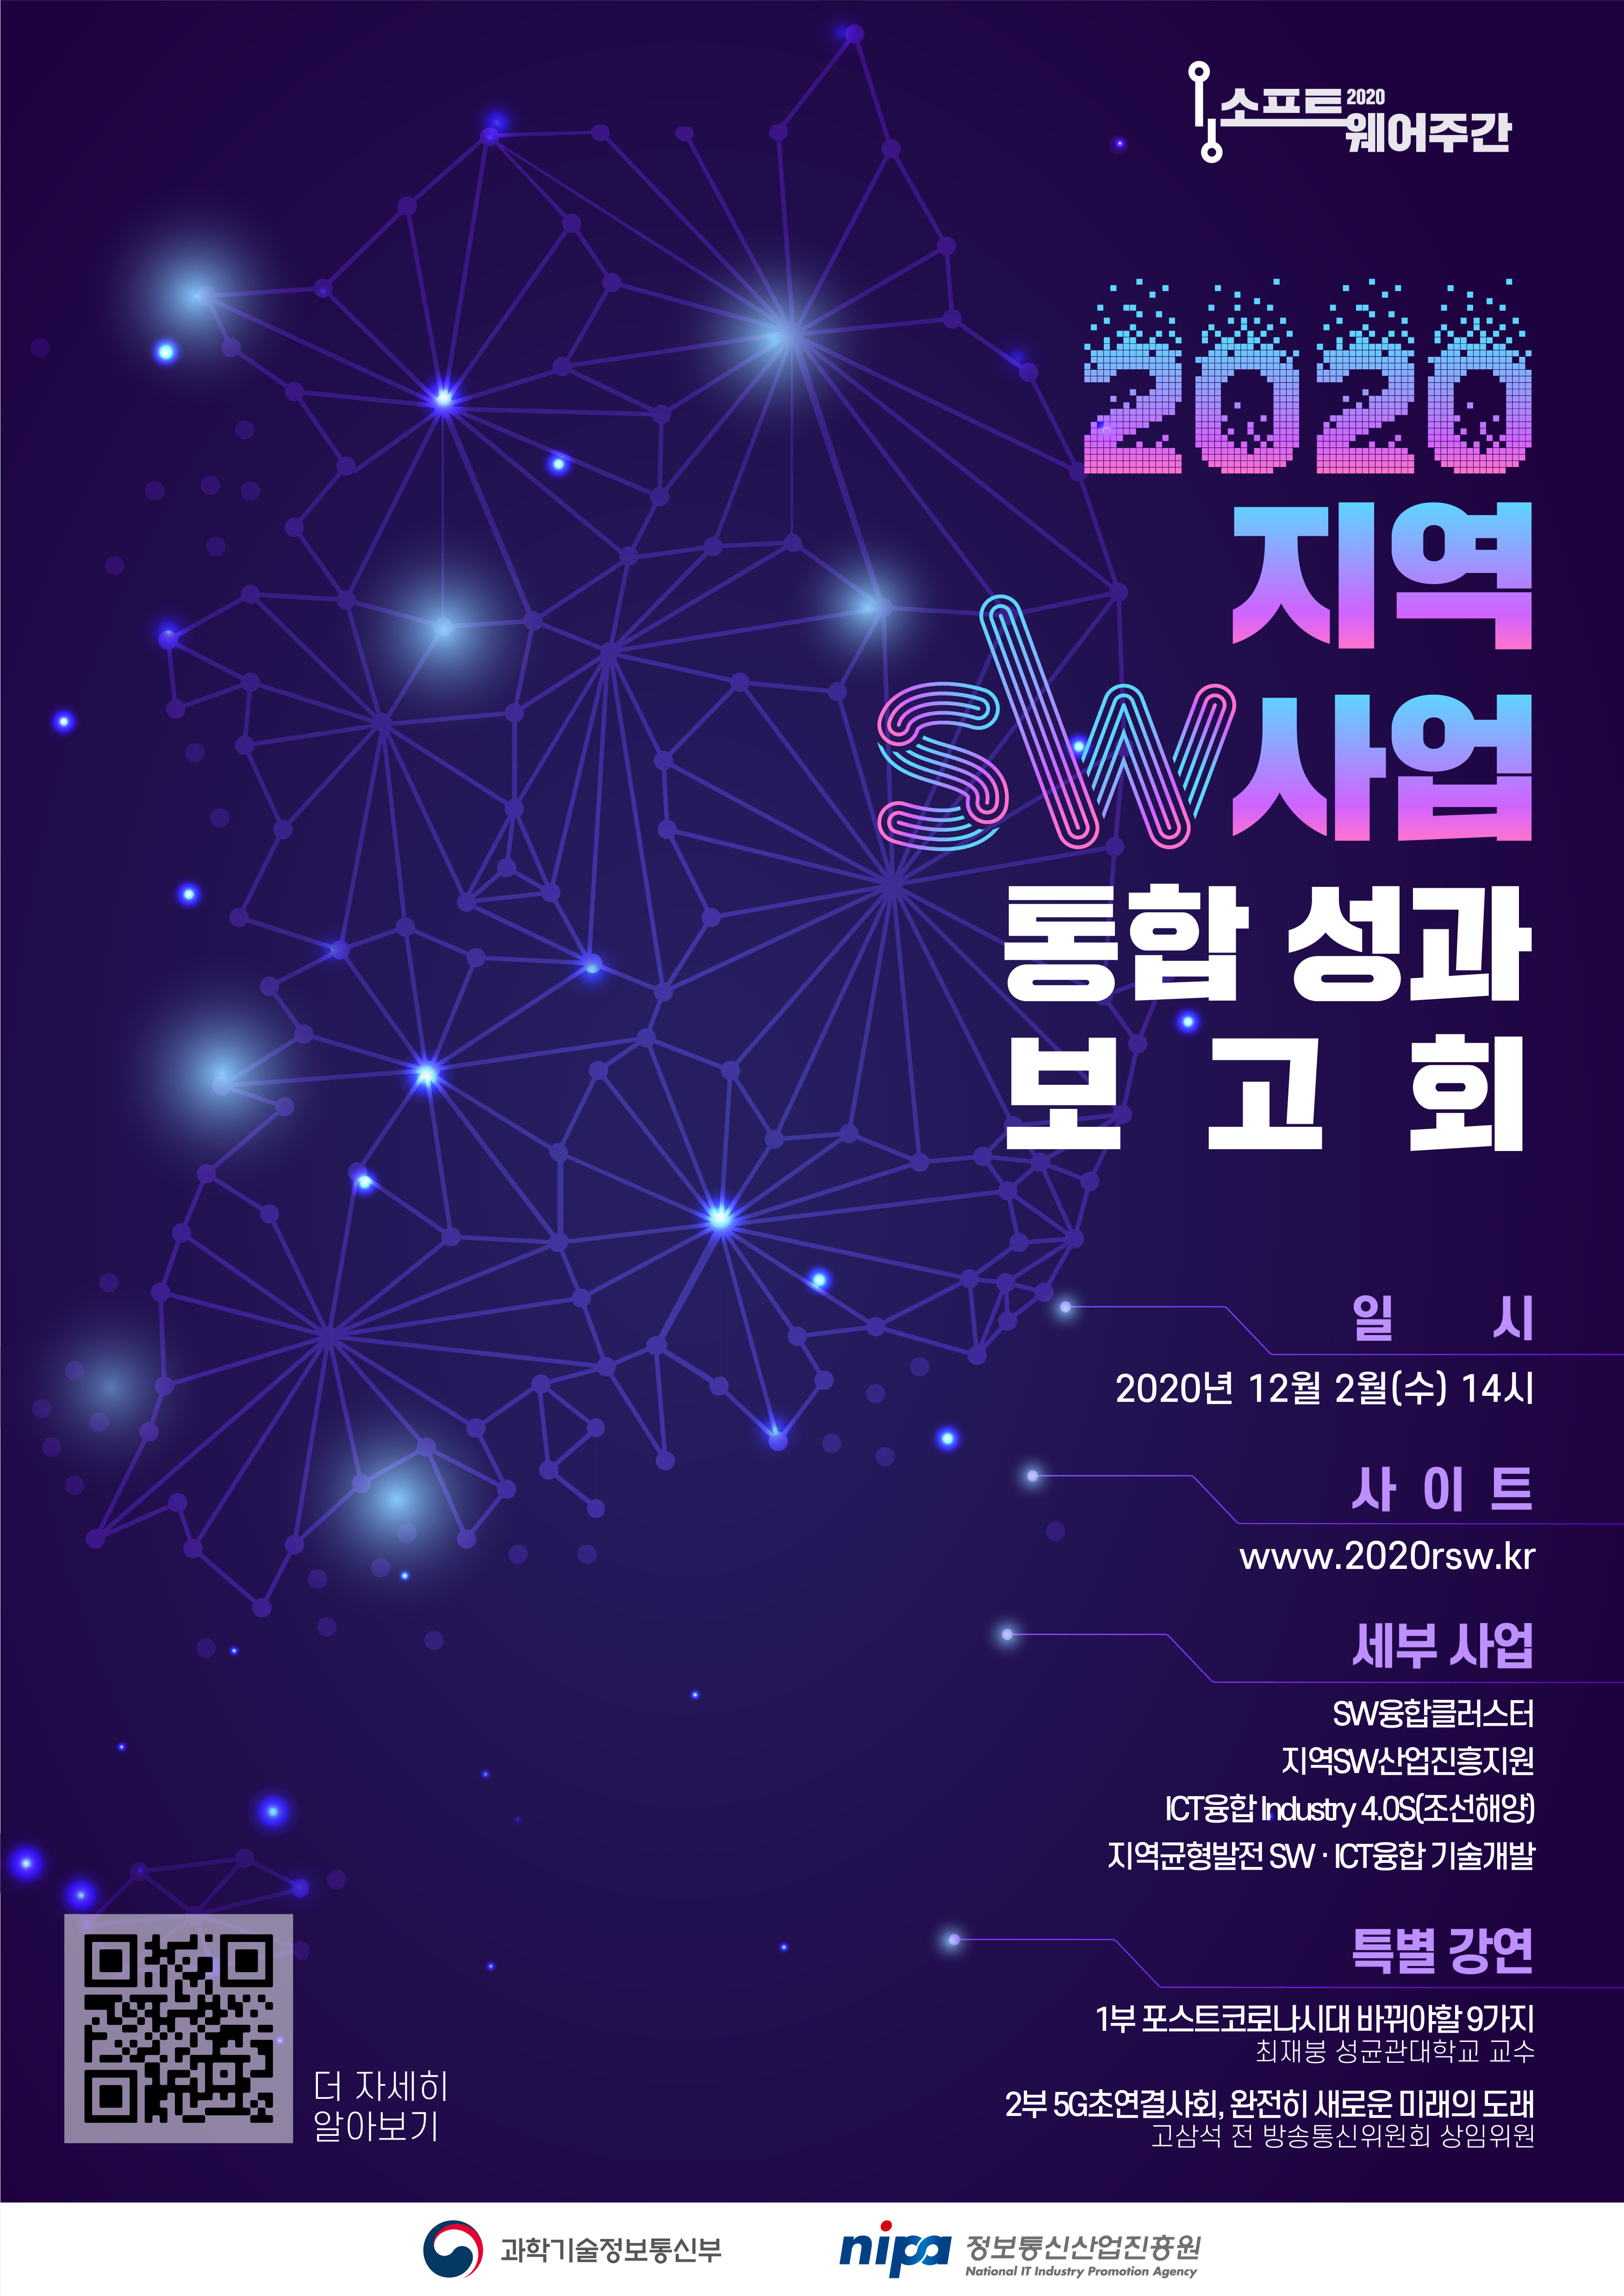 소프트 2020
웨어주간
2020
지역
SW사업
통합 성과
보고회
일 시
2020년 12월 2월(수) 14시
사이트
www.2020rsw.kr
세부 사업
SW융합클러스터
지역SW산업진흥지원
ICT융합 Industry 4.0S(조선해양)
지역균형발전 SW·ICT융합 기술개발
특별 강연
1부 포스트코로나시대 바뀌야할 9가지
최재붕 성균관대학교 교수
2부 5G초연결사회, 완전히 새로운 미래의 도래
고삼석 전 방송통신위원회 상임위원
더 자세히
알아보기
과학기술정보통신부
nipa 정보통신산업진흥원
National IT Industry Promotion Agency